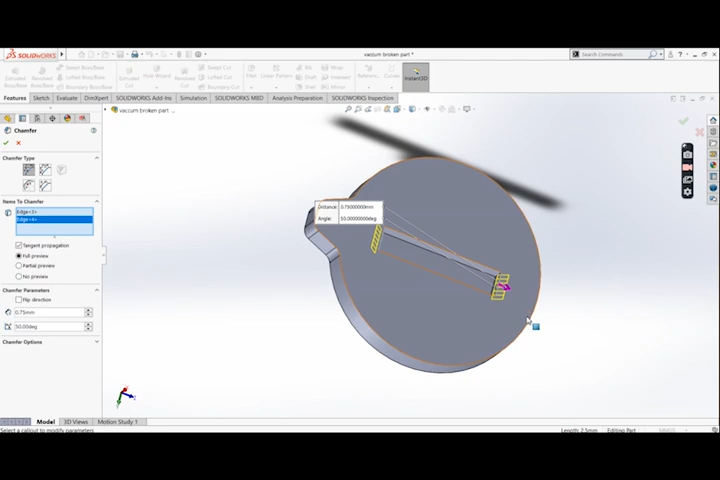 SOLIDWORKS
vaccum broken part *
Search Commands
Extruded Boss/Base
Revolved Boss/Base
Swept Boss/Base
Lofted Boss/Base
Boundary Boss/Base
Extruded Cut
Hole Wizard
Revolved Cut
Swept Cut
Lofted Cut
Boundary Cut
Fillet
Linear Pattern
Rib
Draft
Shell
Wrap
Intersect
Mirror
Curves
Instant3D
Features Sketch Evaluate DimXpert SOLIDWORKS Add-Ins Simulation SOLIDWORKS MBD Analysis Preparation SOLIDWORKS Inspection
vaccum broken part ...
Chamfer
Chamfer Type
Items To Chamfer
Edge<3>
Edge<4>
Tangent propagation
Full preview
Partial preview
No preview
Chamfer Parameters
Flip direction
0.75mm
50.00deg
Chamfer Options
Distance: 0.75000000mm
Angle: 50.00000000deg
Model 3D Views Motion Study 1
Select a callout to modify parameters
Length: 2.5mm Editing Part MMGS